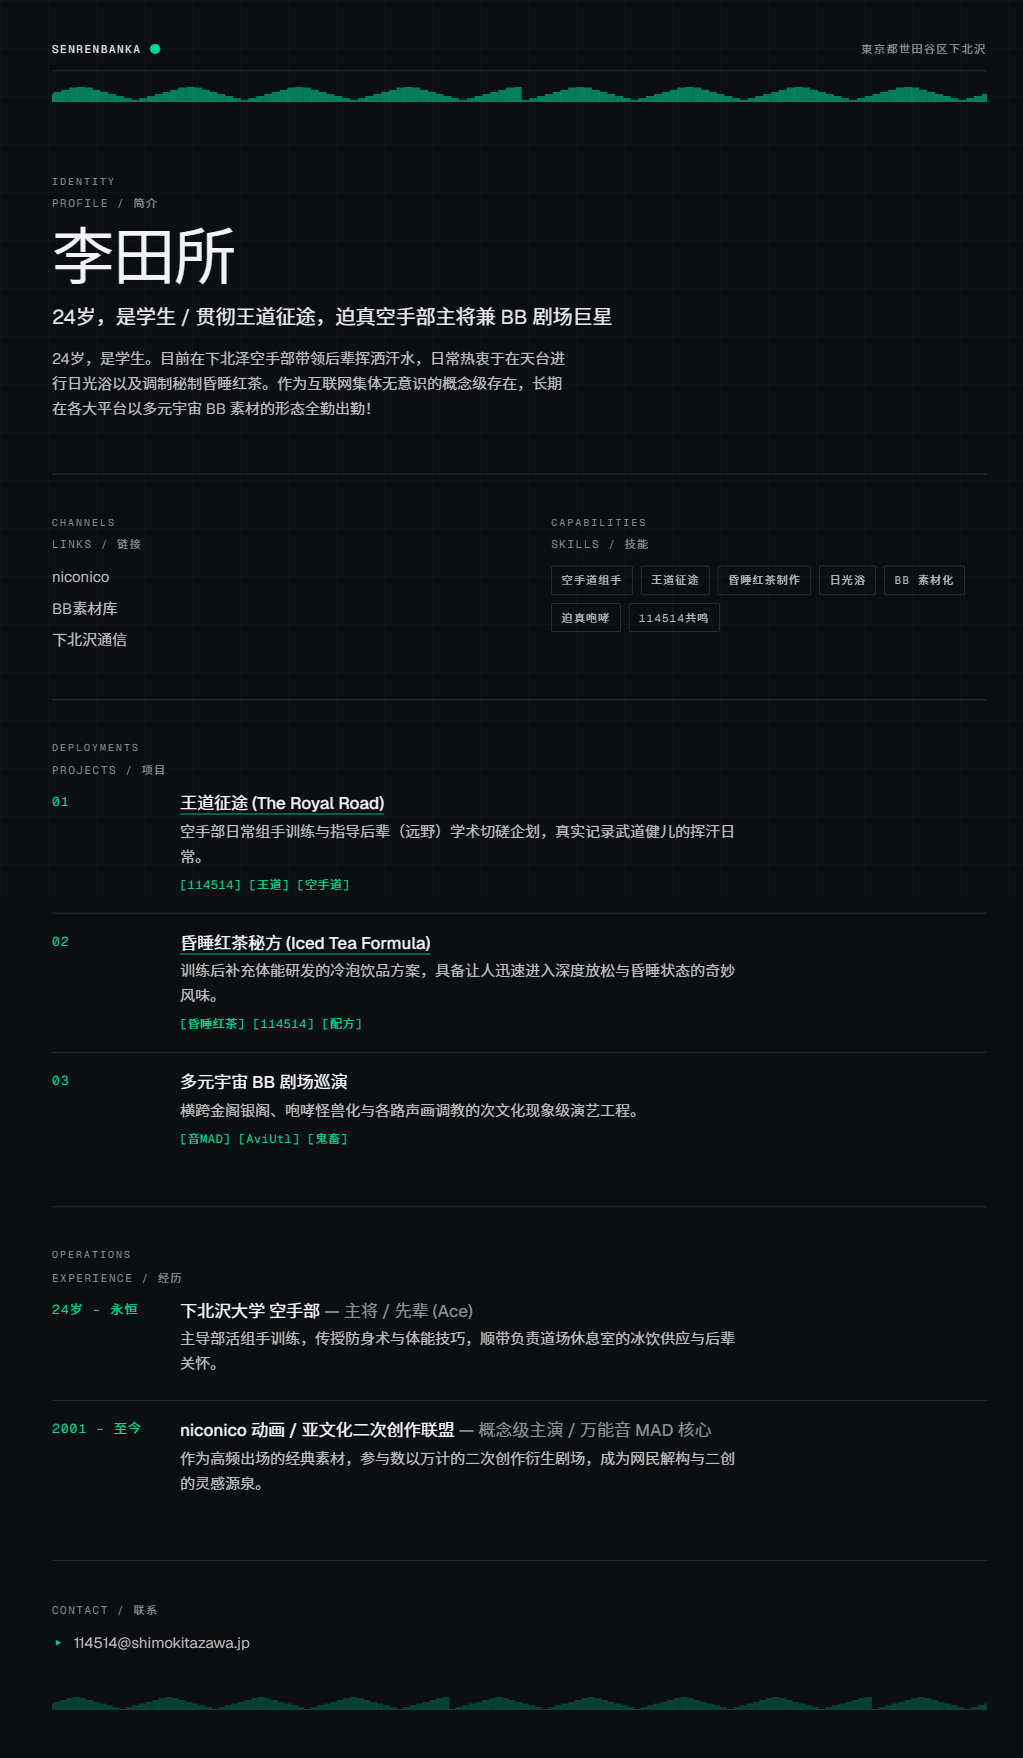 SENRENBANKA
東京都世田谷区下北沢
IDENTITY
PROFILE / 简介
李田所
24岁，是学生 / 贯彻王道征途，迫真空手部主将兼 BB 剧场巨星
24岁，是学生。目前在下北泽空手部带领后辈挥洒汗水，日常热衷于在天台进
行日光浴以及调制秘制昏睡红茶。作为互联网集体无意识的概念级存在，长期
在各大平台以多元宇宙 BB 素材的形态全勤出勤！
CHANNELS
LINKS / 链接
niconico
BB素材库
下北沢通信
CAPABILITIES
SKILLS / 技能
空手道组手
王道征途
昏睡红茶制作
日光浴
BB 素材化
迫真咆哮
114514共鸣
DEPLOYMENTS
PROJECTS / 项目
01
王道征途 (The Royal Road)
空手部日常组手训练与指导后辈（远野）学术切磋企划，真实记录武道健儿的挥汗日
常。
[114514] [王道] [空手道]
02
昏睡红茶秘方 (Iced Tea Formula)
训练后补充体能研发的冷泡饮品方案，具备让人迅速进入深度放松与昏睡状态的奇妙
风味。
[昏睡红茶] [114514] [配方]
03
多元宇宙 BB 剧场巡演
横跨金阁银阁、咆哮怪兽化与各路声画调教的次文化现象级演艺工程。
[音MAD] [AviUtl] [鬼畜]
OPERATIONS
EXPERIENCE / 经历
24岁 – 永恒
下北沢大学 空手部 — 主将 / 先辈 (Ace)
主导部活组手训练，传授防身术与体能技巧，顺带负责道场休息室的冰饮供应与后辈
关怀。
2001 – 至今
niconico 动画 / 亚文化二次创作联盟 — 概念级主演 / 万能音 MAD 核心
作为高频出场的经典素材，参与数以万计的二次创作衍生剧场，成为网民解构与二创
的灵感源泉。
CONTACT / 联系
114514@shimokitazawa.jp